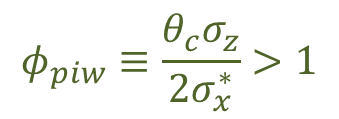 ϕ_piw ≡ θ_c σ_z / 2σ_x^* > 1